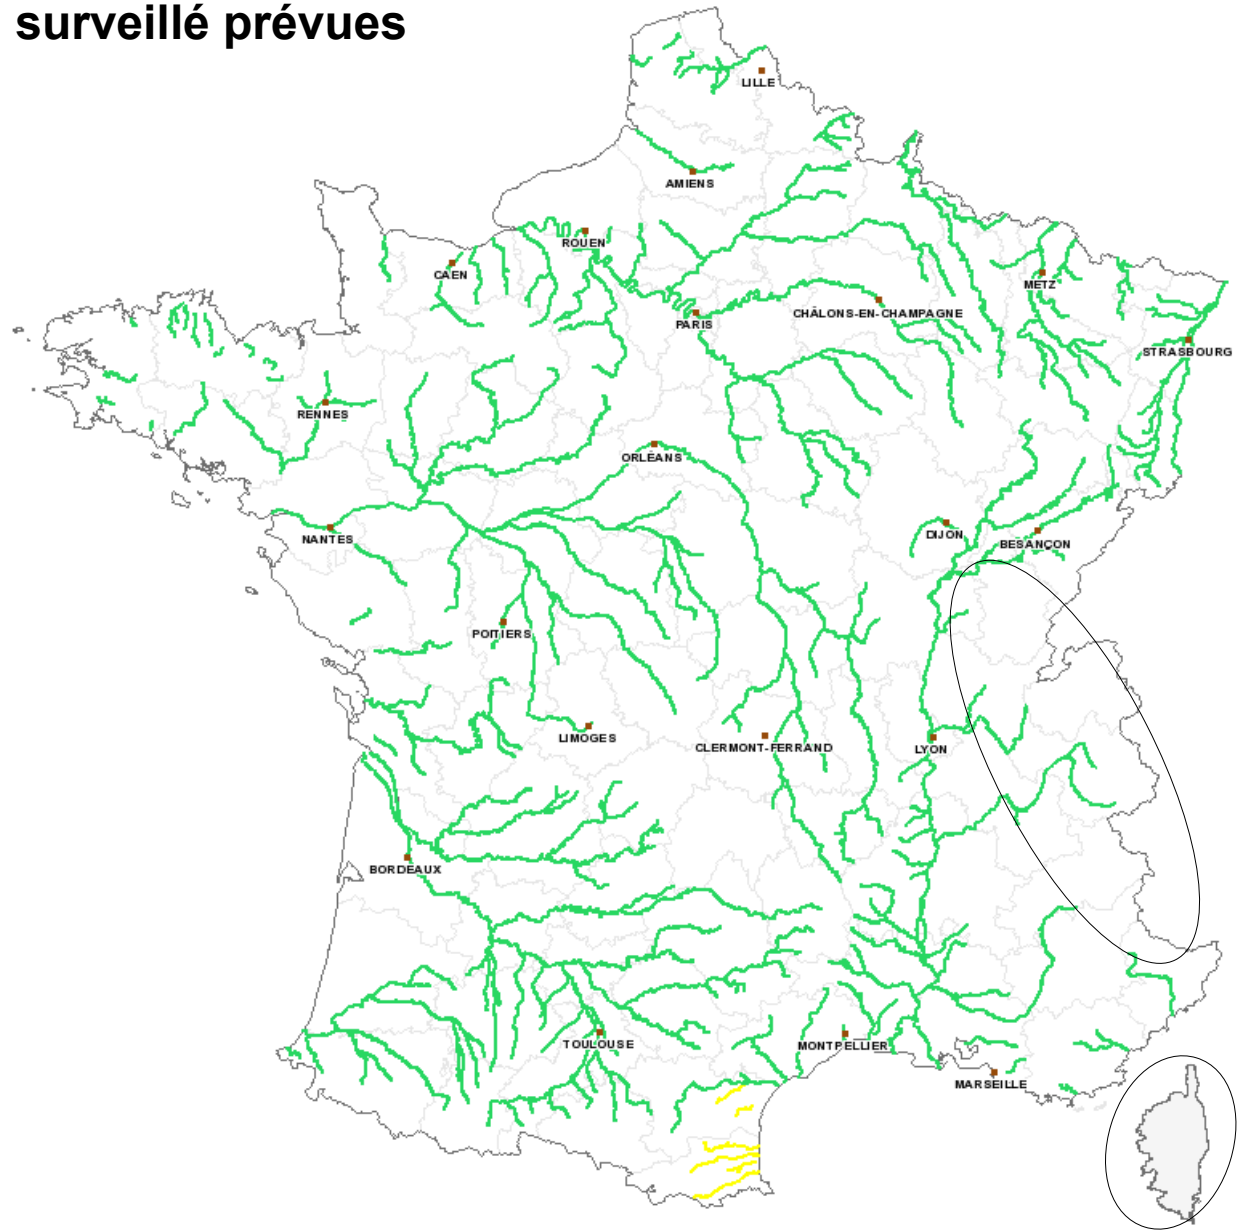 surveillé prévues
LILLE
AMIENS
ROUEN
CAEN
METZ
PARIS
CHÂLONS-EN-CHAMPAGNE
STRASBOURG
RENNES
ORLÉANS
NANTES
DIJON
BESANÇON
POITIERS
LIMOGES
CLERMONT-FERRAND
LYON
BORDEAUX
TOULOUSE
MONTPELLIER
MARSEILLE